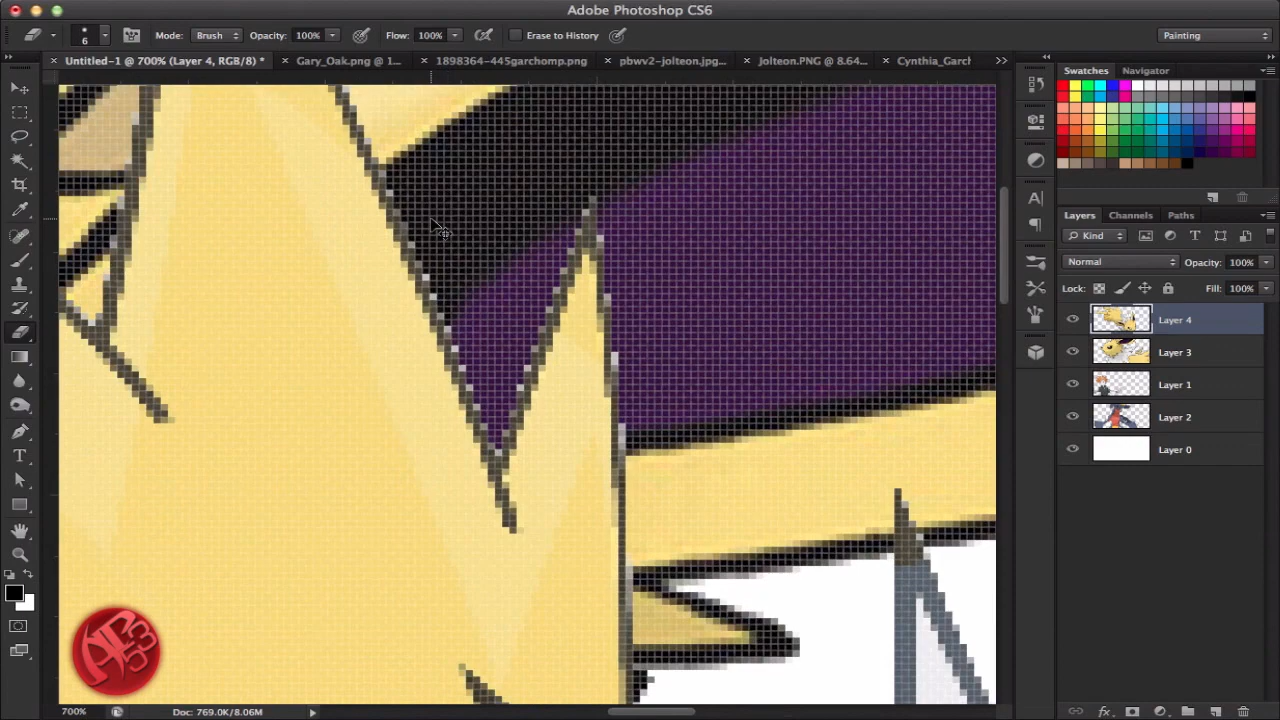 Adobe Photoshop CS6
6 Mode: Brush Opacity: 100% Flow: 100% Erase to History Painting
Untitled-1 @ 700% (Layer 4, RGB/8) * Gary_Oak.png @ 1... 1898364-445garchomp.png pbwv2-jolteon.jpg... Jolteon.PNG @ 8.64... Cynthia_Garch
Swatches Navigator
Layers Channels Paths
Kind
Normal Opacity: 100%
Lock: Fill: 100%
Layer 4
Layer 3
Layer 1
Layer 2
Layer 0
700% Doc: 769.0K/8.06M